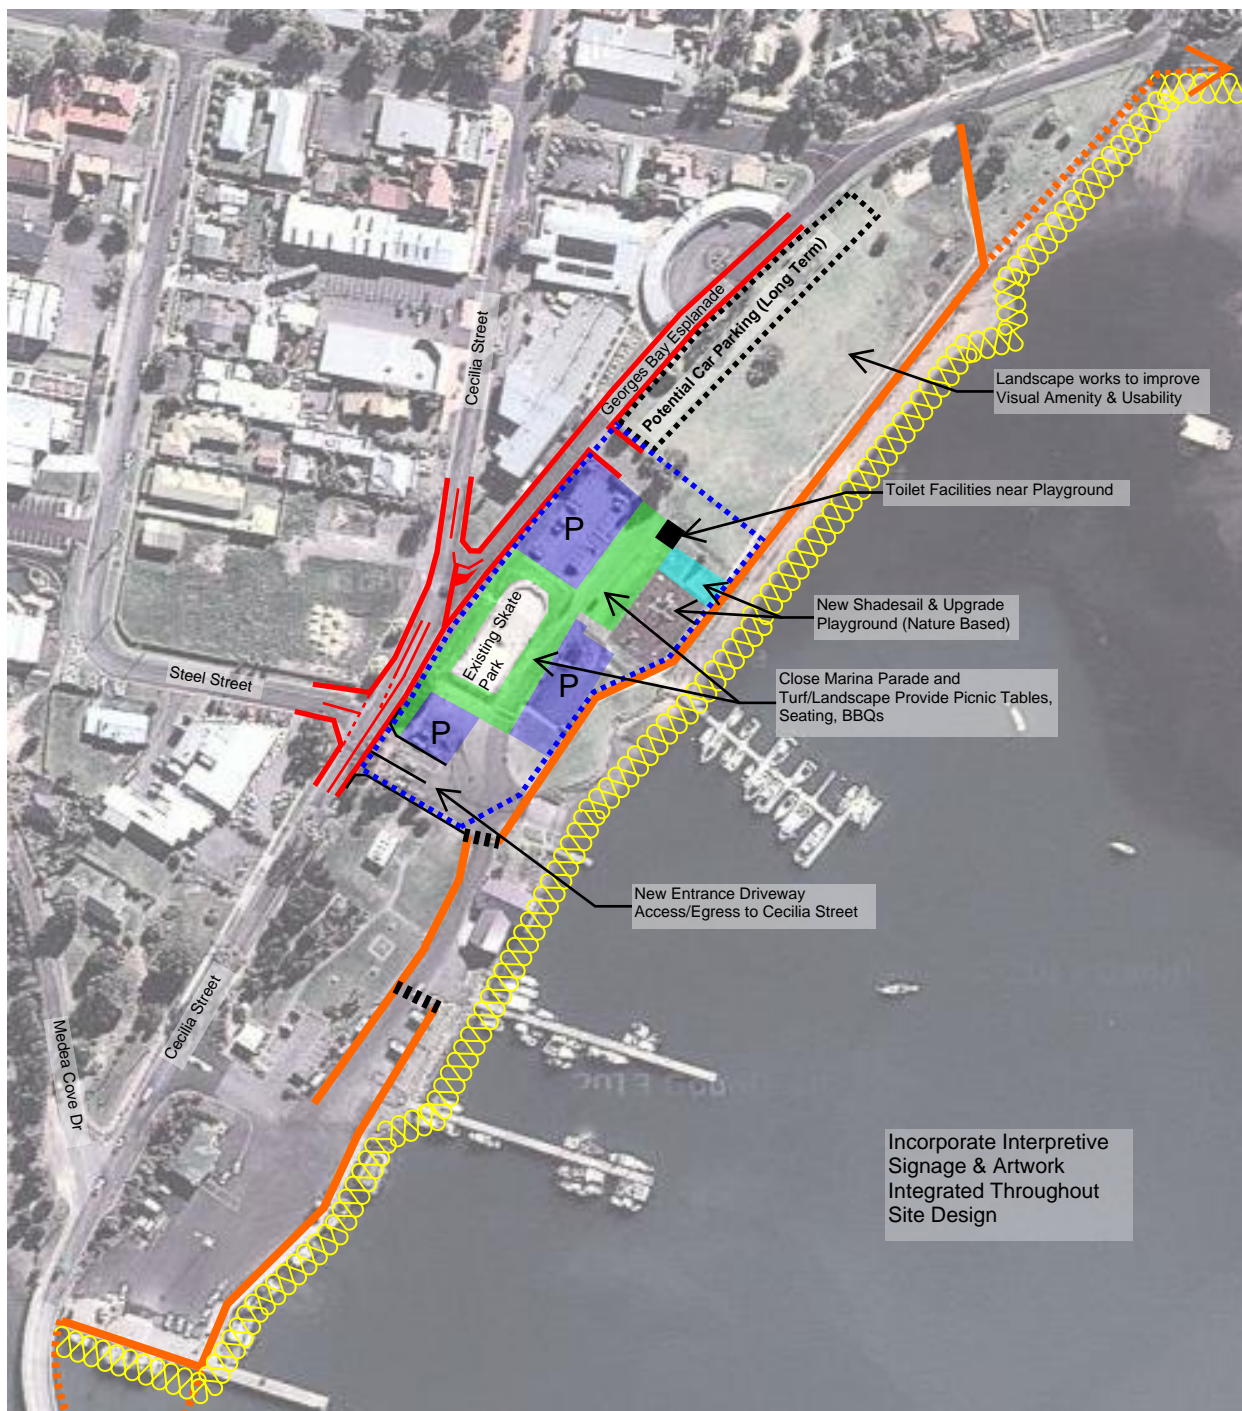 Georges Bay Esplanade
Potential Car Parking (Long Term)
Cecilia Street
Landscape works to improve
Visual Amenity & Usability
Toilet Facilities near Playground
P
Existing Skate
Park
New Shadesail & Upgrade
Playground (Nature Based)
Steel Street
P
P
Close Marina Parade and
Turf/Landscape Provide Picnic Tables,
Seating, BBQs
New Entrance Driveway
Access/Egress to Cecilia Street
Cecilia Street
Medea Cove Dr
Incorporate Interpretive
Signage & Artwork
Integrated Throughout
Site Design